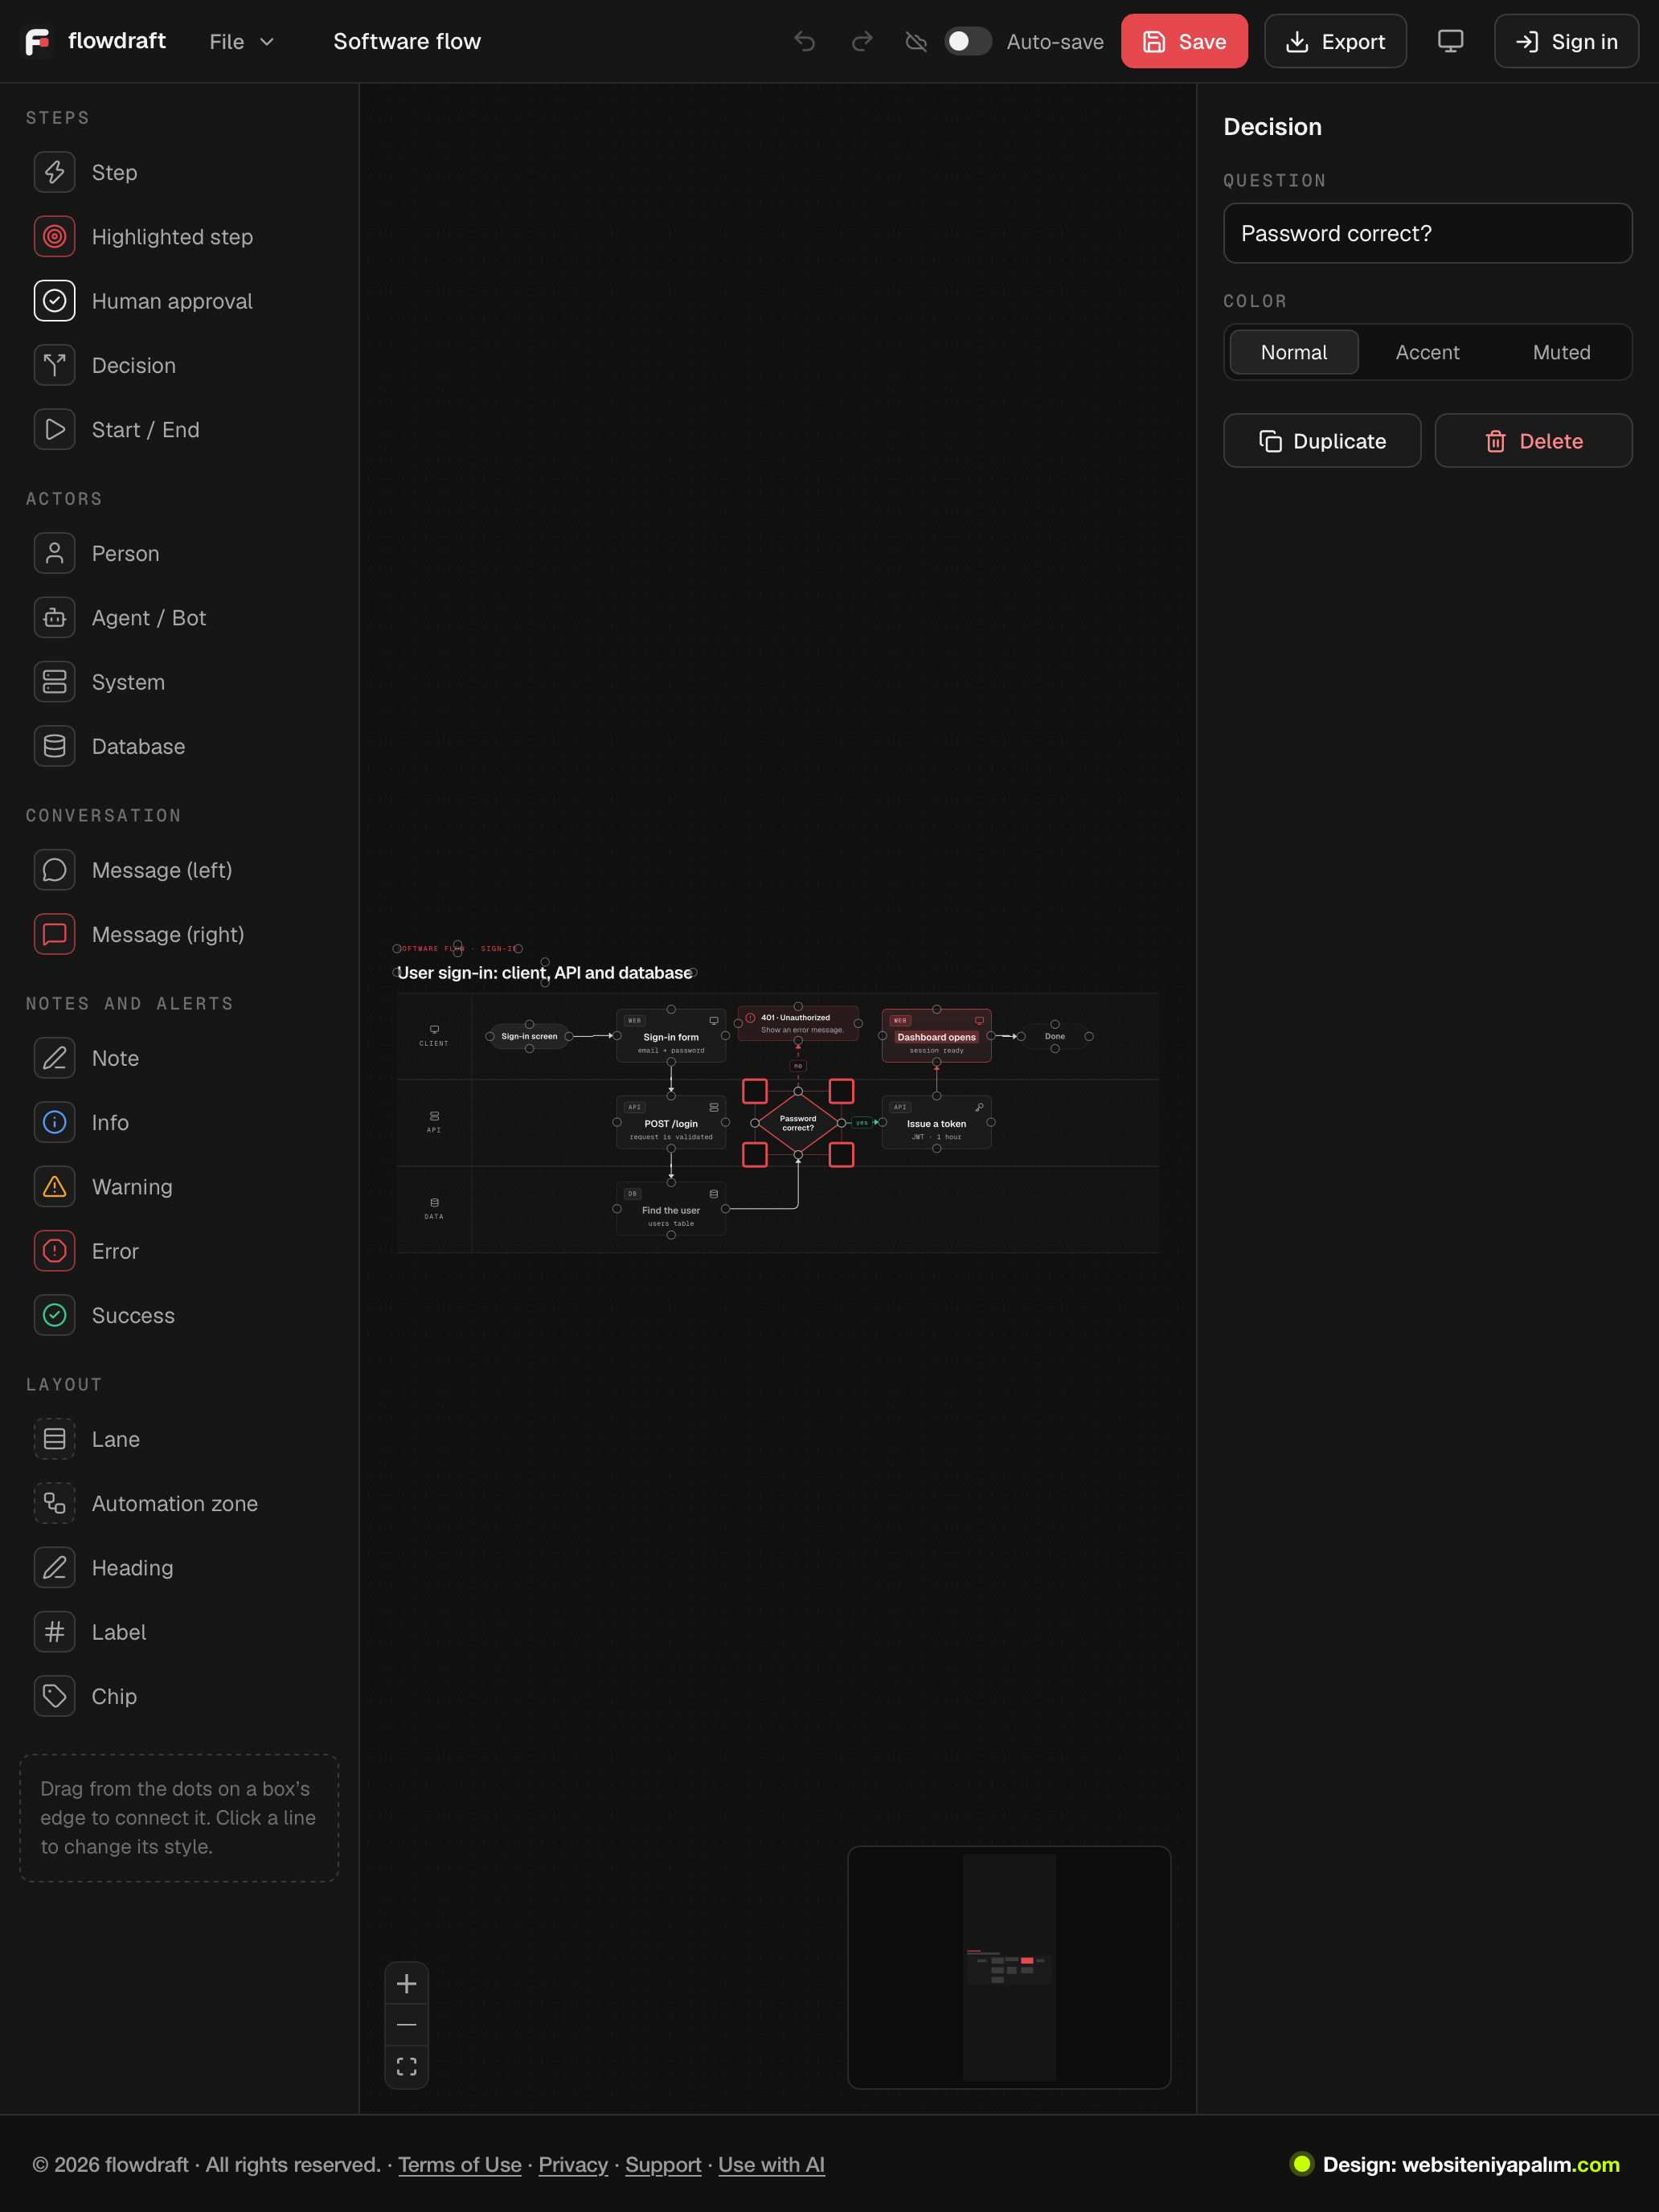 flowdraft
File
Software flow
Auto-save
Save
Export
Sign in
STEPS
Step
Highlighted step
Human approval
Decision
Start / End
ACTORS
Person
Agent / Bot
System
Database
CONVERSATION
Message (left)
Message (right)
NOTES AND ALERTS
Note
Info
Warning
Error
Success
LAYOUT
Lane
Automation zone
Heading
Label
Chip
Drag from the dots on a box’s
edge to connect it. Click a line
to change its style.
SOFTWARE FLOW · SIGN-IN
User sign-in: client, API and database
CLIENT
Sign-in screen
WEB
Sign-in form
email + password
401 · Unauthorized
Show an error message.
WEB
Dashboard opens
session ready
Done
no
API
API
POST /login
request is validated
Password
correct?
yes
API
Issue a token
JWT · 1 hour
DATA
DB
Find the user
users table
Decision
QUESTION
Password correct?
COLOR
Normal
Accent
Muted
Duplicate
Delete
© 2026 flowdraft · All rights reserved. · Terms of Use · Privacy · Support · Use with AI
Design: websiteniyapalım.com